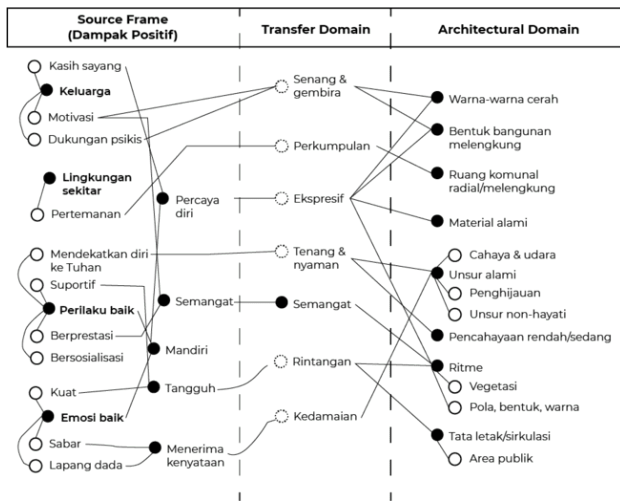 Source Frame
(Dampak Positif)
Transfer Domain
Architectural Domain
Kasih sayang
Keluarga
Motivasi
Dukungan psikis
Lingkungan
sekitar
Pertemanan
Mendekatkan diri
ke Tuhan
Suportif
Perilaku baik
Berprestasi
Bersosialisasi
Kuat
Emosi baik
Sabar
Lapang dada
Percaya
diri
Semangat
Mandiri
Tangguh
Menerima
kenyataan
Senang &
gembira
Perkumpulan
Ekspresif
Tenang &
nyaman
Semangat
Rintangan
Kedamaian
Warna-warna cerah
Bentuk bangunan
melengkung
Ruang komunal
radial/melengkung
Material alami
Cahaya & udara
Unsur alami
Penghijauan
Unsur non-hayati
Pencahayaan rendah/sedang
Ritme
Vegetasi
Pola, bentuk, warna
Tata letak/sirkulasi
Area publik